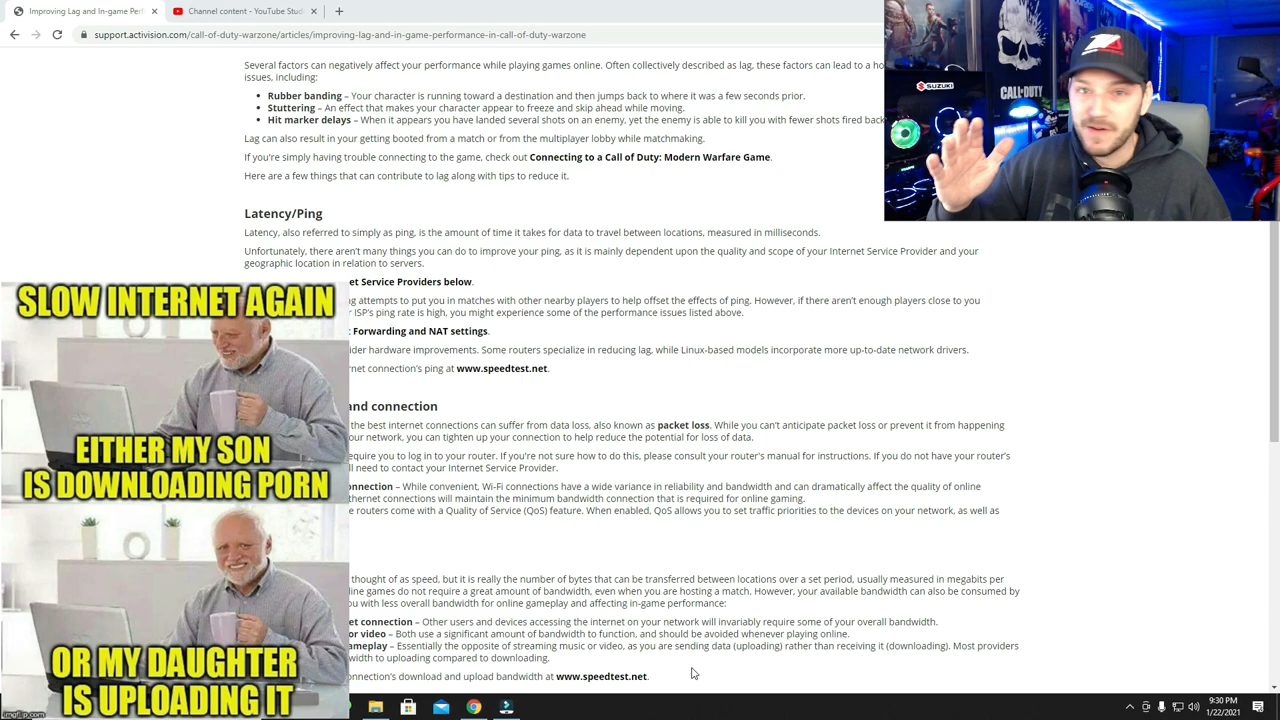 Improving Lag and In-game Perf
Channel content - YouTube Stud
support.activision.com/call-of-duty-warzone/articles/improving-lag-and-in-game-performance-in-call-of-duty-warzone
Several factors can negatively affect your performance while playing games online. Often collectively described as lag, these factors can lead to a ho
issues, including:
• Rubber banding – Your character is running toward a destination and then jumps back to where it was a few seconds prior.
• Stuttering – An effect that makes your character appear to freeze and skip ahead while moving.
• Hit marker delays – When it appears you have landed several shots on an enemy, yet the enemy is able to kill you with fewer shots fired back
Lag can also result in your getting booted from a match or from the multiplayer lobby while matchmaking.
If you're simply having trouble connecting to the game, check out Connecting to a Call of Duty: Modern Warfare Game.
Here are a few things that can contribute to lag along with tips to reduce it.
Latency/Ping
Latency, also referred to simply as ping, is the amount of time it takes for data to travel between locations, measured in milliseconds.
Unfortunately, there aren't many things you can do to improve your ping, as it is mainly dependent upon the quality and scope of your Internet Service Provider and your
geographic location in relation to servers.
et Service Providers below.
g attempts to put you in matches with other nearby players to help offset the effects of ping. However, if there aren't enough players close to you
r ISP's ping rate is high, you might experience some of the performance issues listed above.
Forwarding and NAT settings.
ider hardware improvements. Some routers specialize in reducing lag, while Linux-based models incorporate more up-to-date network drivers.
rnet connection's ping at www.speedtest.net.
and connection
the best internet connections can suffer from data loss, also known as packet loss. While you can't anticipate packet loss or prevent it from happening
our network, you can tighten up your connection to help reduce the potential for loss of data.
equire you to log in to your router. If you're not sure how to do this, please consult your router's manual for instructions. If you do not have your router's
ll need to contact your Internet Service Provider.
onnection – While convenient, Wi-Fi connections have a wide variance in reliability and bandwidth and can dramatically affect the quality of online
thernet connections will maintain the minimum bandwidth connection that is required for online gaming.
e routers come with a Quality of Service (QoS) feature. When enabled, QoS allows you to set traffic priorities to the devices on your network, as well as
thought of as speed, but it is really the number of bytes that can be transferred between locations over a set period, usually measured in megabits per
line games do not require a great amount of bandwidth, even when you are hosting a match. However, your available bandwidth can also be consumed by
ou with less overall bandwidth for online gameplay and affecting in-game performance:
et connection – Other users and devices accessing the internet on your network will invariably require some of your overall bandwidth.
or video – Both use a significant amount of bandwidth to function, and should be avoided whenever playing online.
ameplay – Essentially the opposite of streaming music or video, as you are sending data (uploading) rather than receiving it (downloading). Most providers
width to uploading compared to downloading.
onnection's download and upload bandwidth at www.speedtest.net.
SLOW INTERNET AGAIN
EITHER MY SON
IS DOWNLOADING PORN
OR MY DAUGHTER
IS UPLOADING IT
imgflip.com
SUZUKI
CALL OF DUTY
9:30 PM
1/22/2021